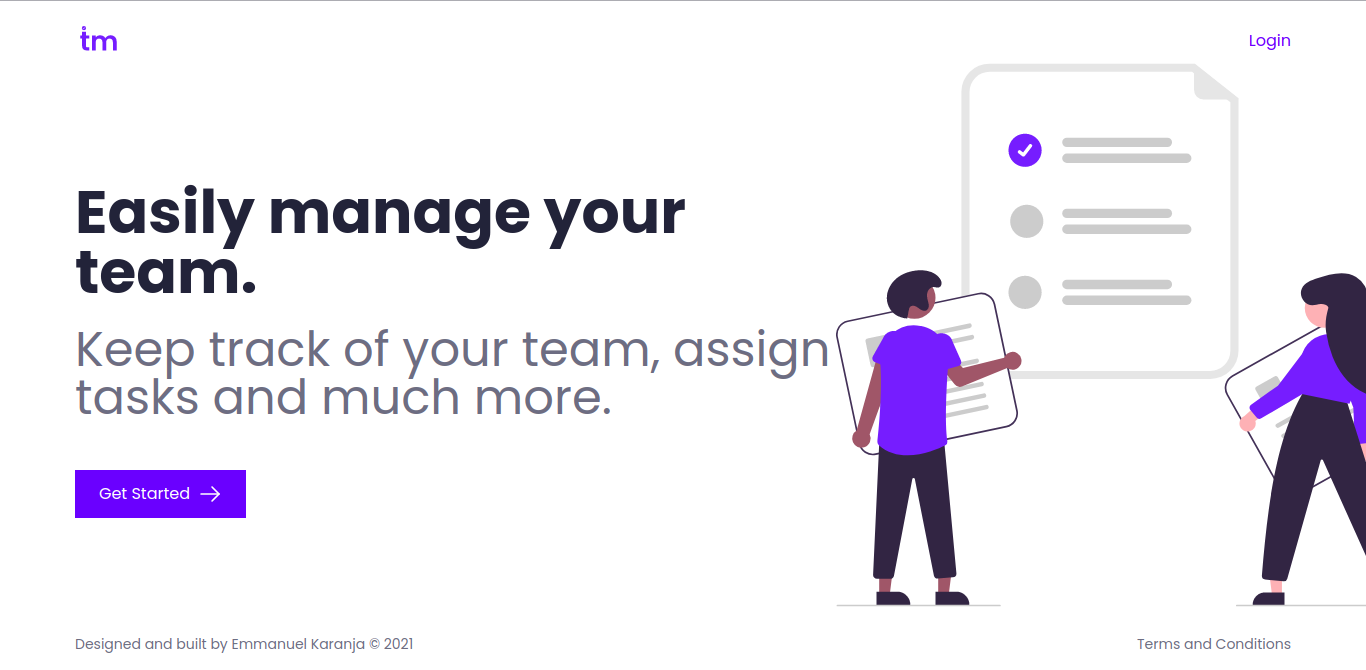 tm
Login
Easily manage your
team.
Keep track of your team, assign
tasks and much more.
Get Started
Designed and built by Emmanuel Karanja © 2021
Terms and Conditions